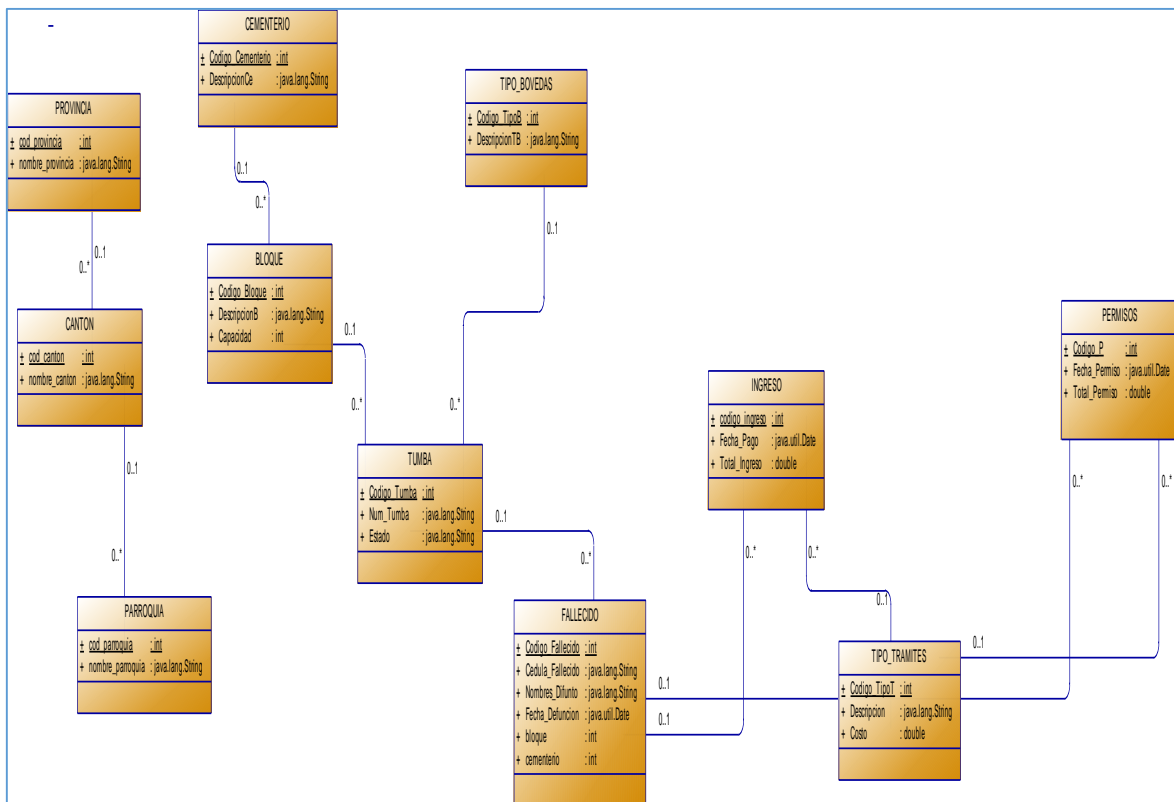 CEMENTERIO
+ Codigo_Cementerio : int
+ DescripcionCe : java.lang.String
PROVINCIA
+ cod_provincia : int
+ nombre_provincia : java.lang.String
0..1
0..*
CANTON
+ cod_canton : int
+ nombre_canton : java.lang.String
0..1
0..*
PARROQUIA
+ cod_parroquia : int
+ nombre_parroquia : java.lang.String
0..1
0..*
BLOQUE
+ Codigo_Bloque : int
+ DescripcionB : java.lang.String
+ Capacidad : int
0..1
0..*
TIPO_BOVEDAS
+ Codigo_TipoB : int
+ DescripcionTB : java.lang.String
0..1
0..*
TUMBA
+ Codigo_Tumba : int
+ Num_Tumba : java.lang.String
+ Estado : java.lang.String
0..1
0..*
FALLECIDO
+ Codigo_Fallecido : int
+ Cedula_Fallecido : java.lang.String
+ Nombres_Difunto : java.lang.String
+ Fecha_Defuncion : java.util.Date
+ bloque : int
+ cementerio : int
0..1
0..1
INGRESO
+ codigo_ingreso : int
+ Fecha_Pago : java.util.Date
+ Total_Ingreso : double
0..*
0..*
0..1
TIPO_TRAMITES
+ Codigo_TipoT : int
+ Descripcion : java.lang.String
+ Costo : double
0..1
PERMISOS
+ Codigo_P : int
+ Fecha_Permiso : java.util.Date
+ Total_Permiso : double
0..*
0..*